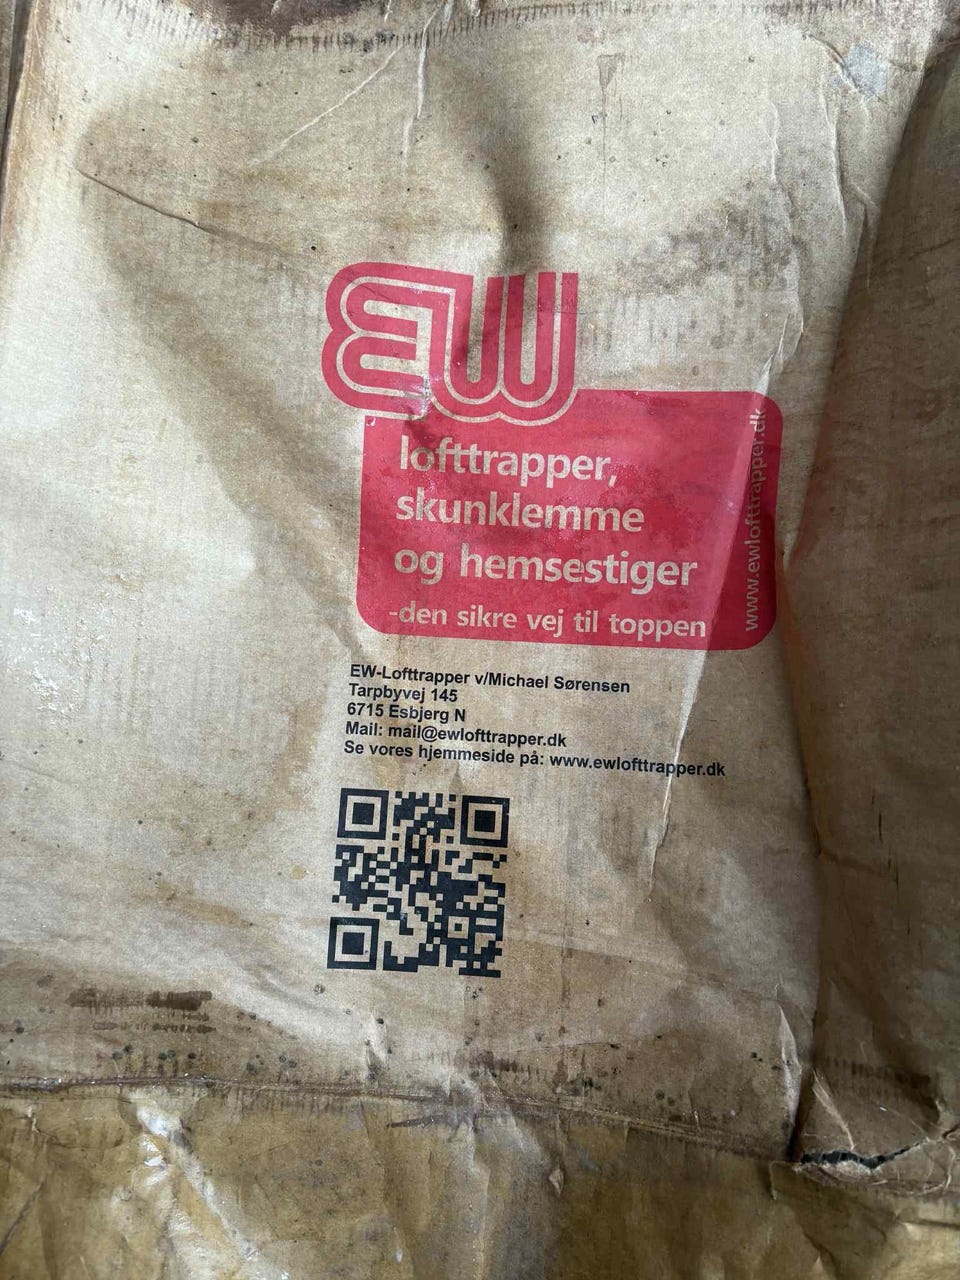 EW
lofttrapper,
skunklemme
og hemsestiger
-den sikre vej til toppen
www.ewlofttrapper.dk
EW-Lofttrapper v/Michael Sørensen
Tarpbyvej 145
6715 Esbjerg N
Mail: mail@ewlofttrapper.dk
Se vores hjemmeside på: www.ewlofttrapper.dk